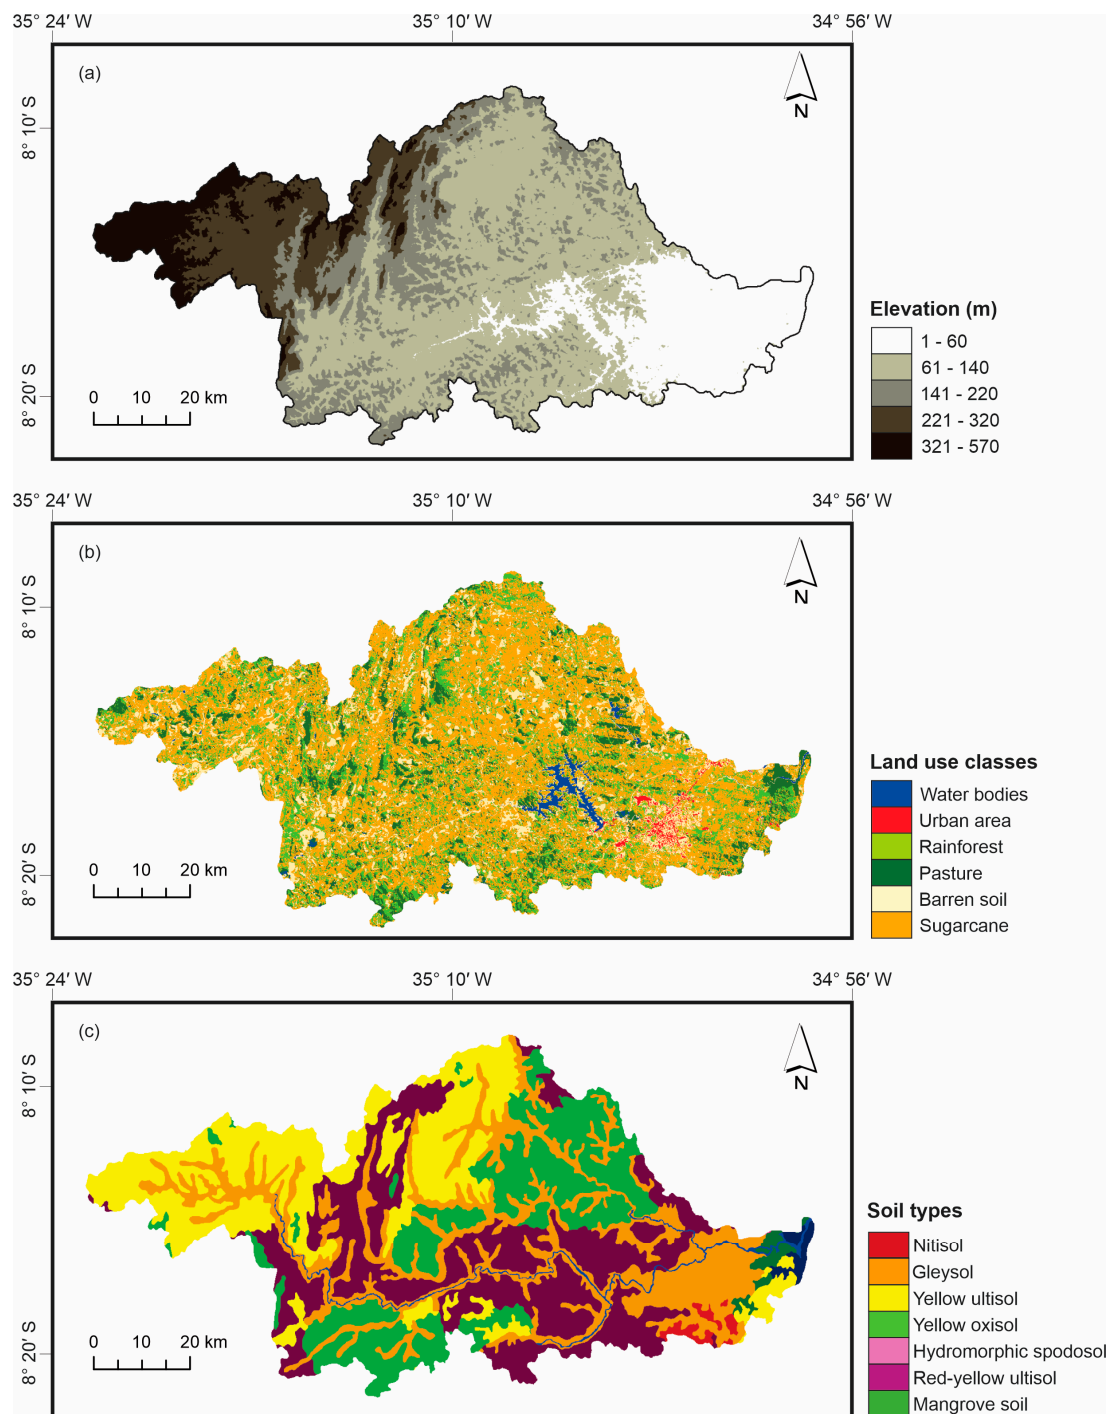 35° 24′ W 35° 10′ W 34° 56′ W
(a)
N
8° 10′ S
8° 20′ S
0 10 20 km
Elevation (m)
1 - 60
61 - 140
141 - 220
221 - 320
321 - 570
35° 24′ W 35° 10′ W 34° 56′ W
(b)
N
8° 10′ S
8° 20′ S
0 10 20 km
Land use classes
Water bodies
Urban area
Rainforest
Pasture
Barren soil
Sugarcane
35° 24′ W 35° 10′ W 34° 56′ W
(c)
N
8° 10′ S
8° 20′ S
0 10 20 km
Soil types
Nitisol
Gleysol
Yellow ultisol
Yellow oxisol
Hydromorphic spodosol
Red-yellow ultisol
Mangrove soil